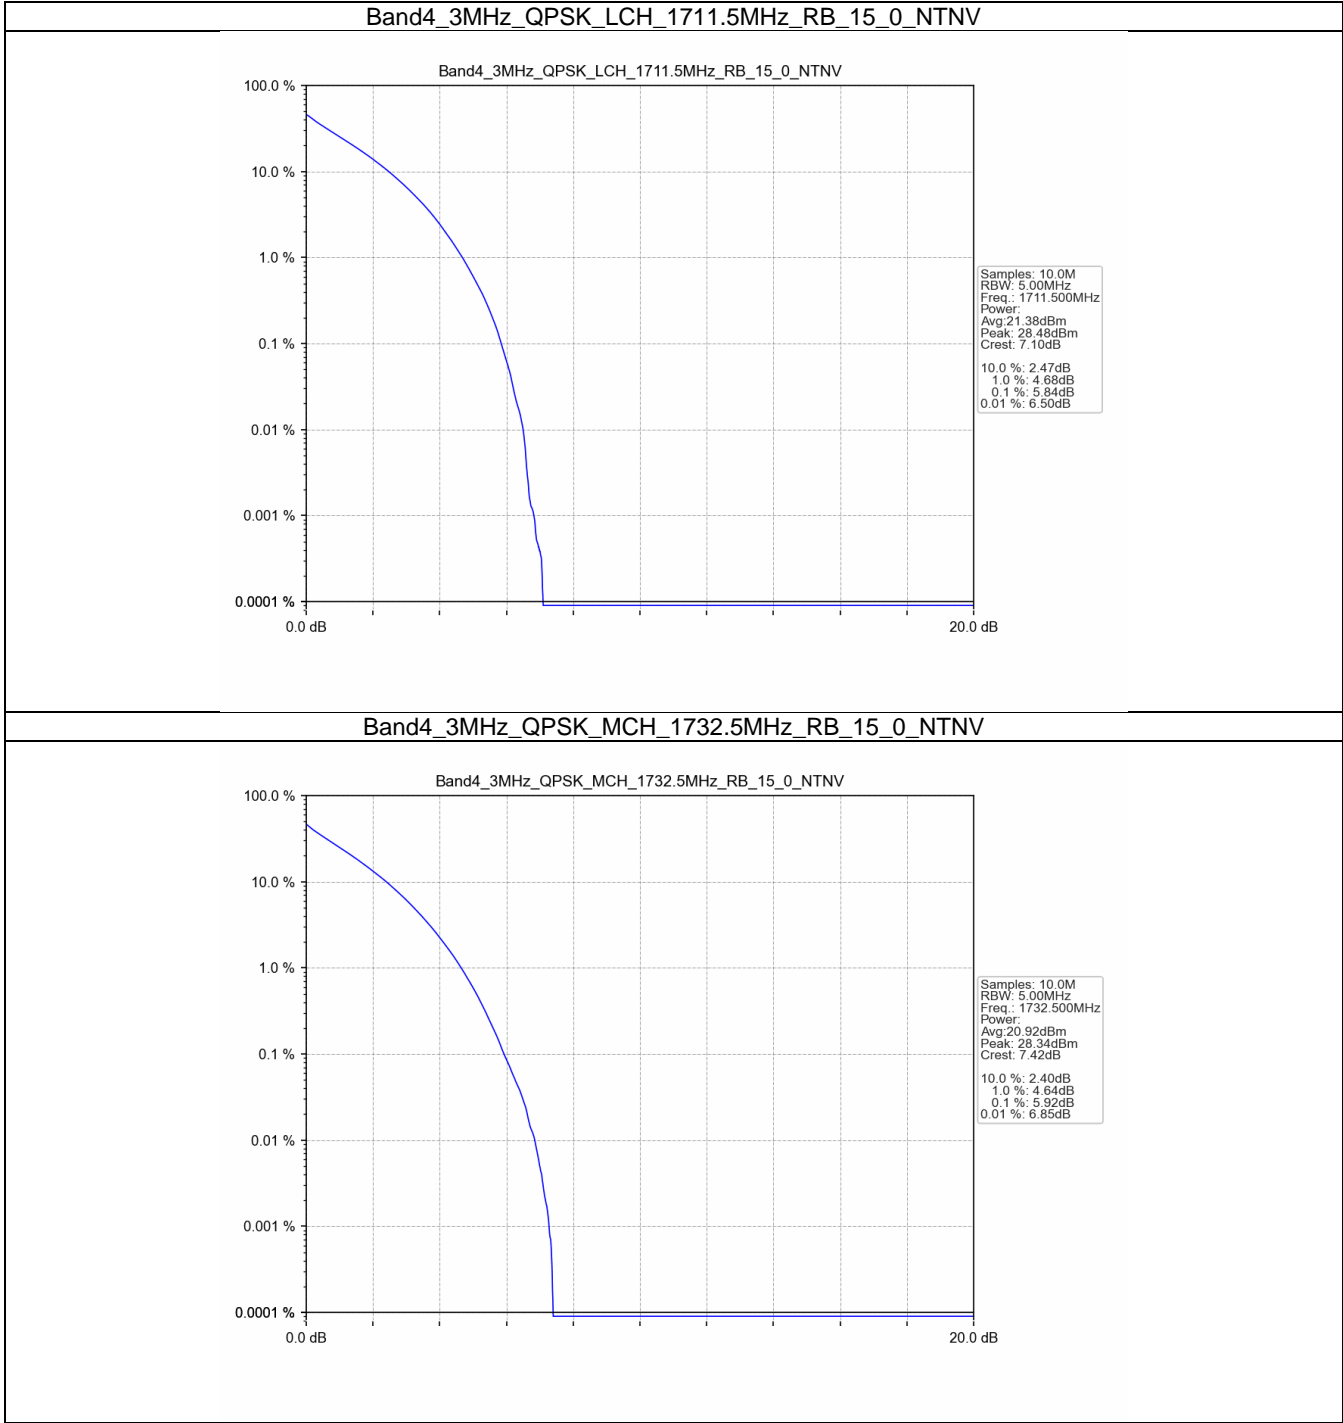 Band4_3MHz_QPSK_LCH_1711.5MHz_RB_15_0_NTNV
Band4_3MHz_QPSK_LCH_1711.5MHz_RB_15_0_NTNV
100.0 %
10.0 %
1.0 %
0.1 %
0.01 %
0.001 %
0.0001 %
0.0 dB
20.0 dB
Samples: 10.0M
RBW: 5.00MHz
Freq.: 1711.500MHz
Power:
Avg:21.38dBm
Peak: 28.48dBm
Crest: 7.10dB
10.0 %: 2.47dB
1.0 %: 4.68dB
0.1 %: 5.84dB
0.01 %: 6.50dB
Band4_3MHz_QPSK_MCH_1732.5MHz_RB_15_0_NTNV
Band4_3MHz_QPSK_MCH_1732.5MHz_RB_15_0_NTNV
100.0 %
10.0 %
1.0 %
0.1 %
0.01 %
0.001 %
0.0001 %
0.0 dB
20.0 dB
Samples: 10.0M
RBW: 5.00MHz
Freq.: 1732.500MHz
Power:
Avg:20.92dBm
Peak: 28.34dBm
Crest: 7.42dB
10.0 %: 2.40dB
1.0 %: 4.64dB
0.1 %: 5.92dB
0.01 %: 6.85dB